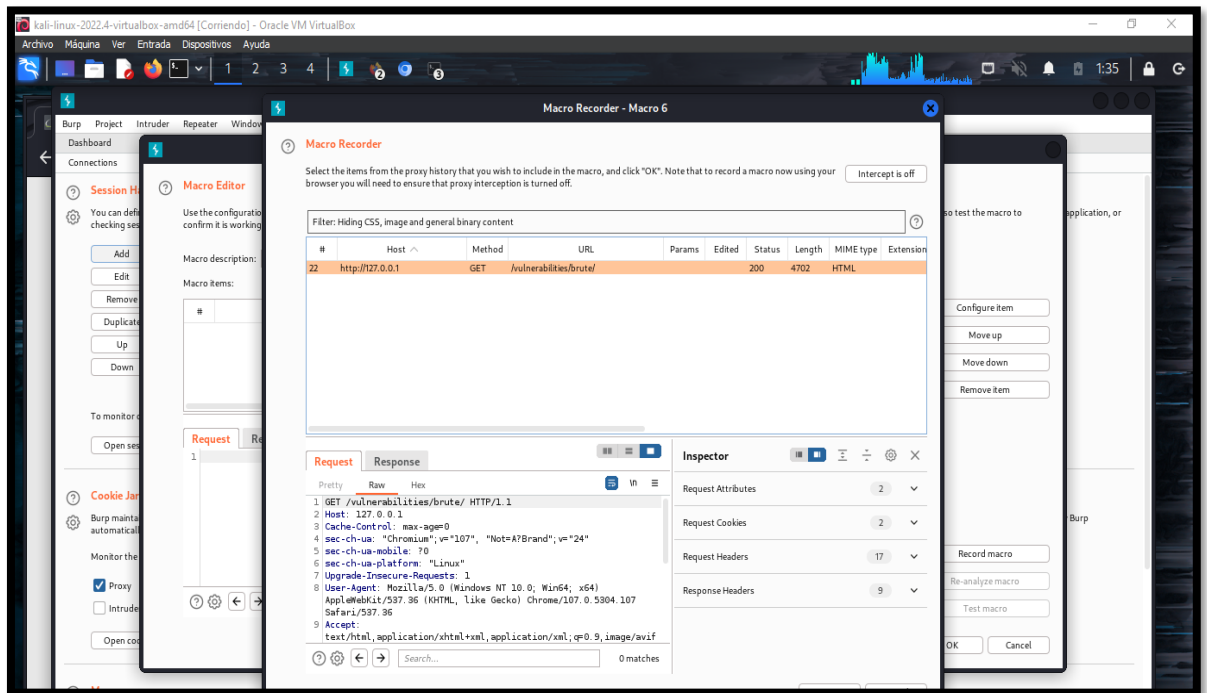 kali-linux-2022.4-virtualbox-amd64 [Corriendo] - Oracle VM VirtualBox
Archivo Máquina Ver Entrada Dispositivos Ayuda
1 2 3 4
1:35
Burp Project Intruder Repeater Window
Dashboard
Connections
Session Ha
You can defi
checking ses
Add
Edit
Remove
Duplicate
Up
Down
To monitor
Open ses
Cookie Jar
Burp mainta
automaticall
Monitor the
Proxy
Intrude
Open coo
application, or
Burp
Macro Editor
Use the configuratio
confirm it is working
so test the macro to
Macro description:
Macro items:
#
Configure item
Move up
Move down
Remove item
Request Re
1
Record macro
Re-analyze macro
Test macro
OK Cancel
Macro Recorder - Macro 6
Macro Recorder
Select the items from the proxy history that you wish to include in the macro, and click "OK". Note that to record a macro now using your
browser you will need to ensure that proxy interception is turned off.
Intercept is off
Filter: Hiding CSS, image and general binary content
# Host Method URL Params Edited Status Length MIME type Extension
22 http://127.0.0.1 GET /vulnerabilities/brute/ 200 4702 HTML
Request Response
Pretty Raw Hex \n
1 GET /vulnerabilities/brute/ HTTP/1.1
2 Host: 127.0.0.1
3 Cache-Control: max-age=0
4 sec-ch-ua: "Chromium";v="107", "Not=A?Brand";v="24"
5 sec-ch-ua-mobile: ?0
6 sec-ch-ua-platform: "Linux"
7 Upgrade-Insecure-Requests: 1
8 User-Agent: Mozilla/5.0 (Windows NT 10.0; Win64; x64)
AppleWebKit/537.36 (KHTML, like Gecko) Chrome/107.0.5304.107
Safari/537.36
9 Accept:
text/html,application/xhtml+xml,application/xml;q=0.9,image/avif
Search...
0 matches
Inspector
Request Attributes 2
Request Cookies 2
Request Headers 17
Response Headers 9